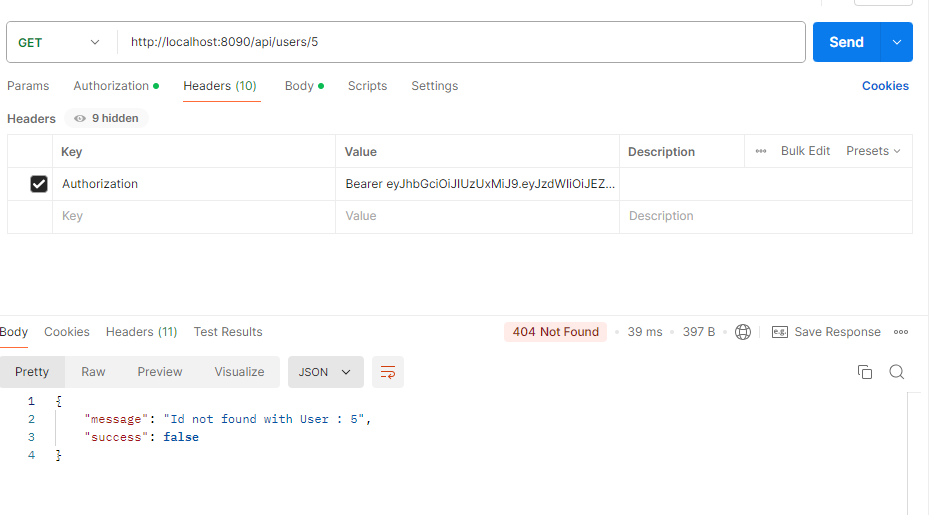 GET http://localhost:8090/api/users/5 Send
Params Authorization Headers (10) Body Scripts Settings Cookies
Headers 9 hidden
Key Value Description Bulk Edit Presets
Authorization Bearer eyJhbGciOiJIUzUxMiJ9.eyJzdWIiOiJEZ...
Key Value Description
Body Cookies Headers (11) Test Results 404 Not Found 39 ms 397 B e.g. Save Response
Pretty Raw Preview Visualize JSON
1 {
2 "message": "Id not found with User : 5",
3 "success": false
4 }